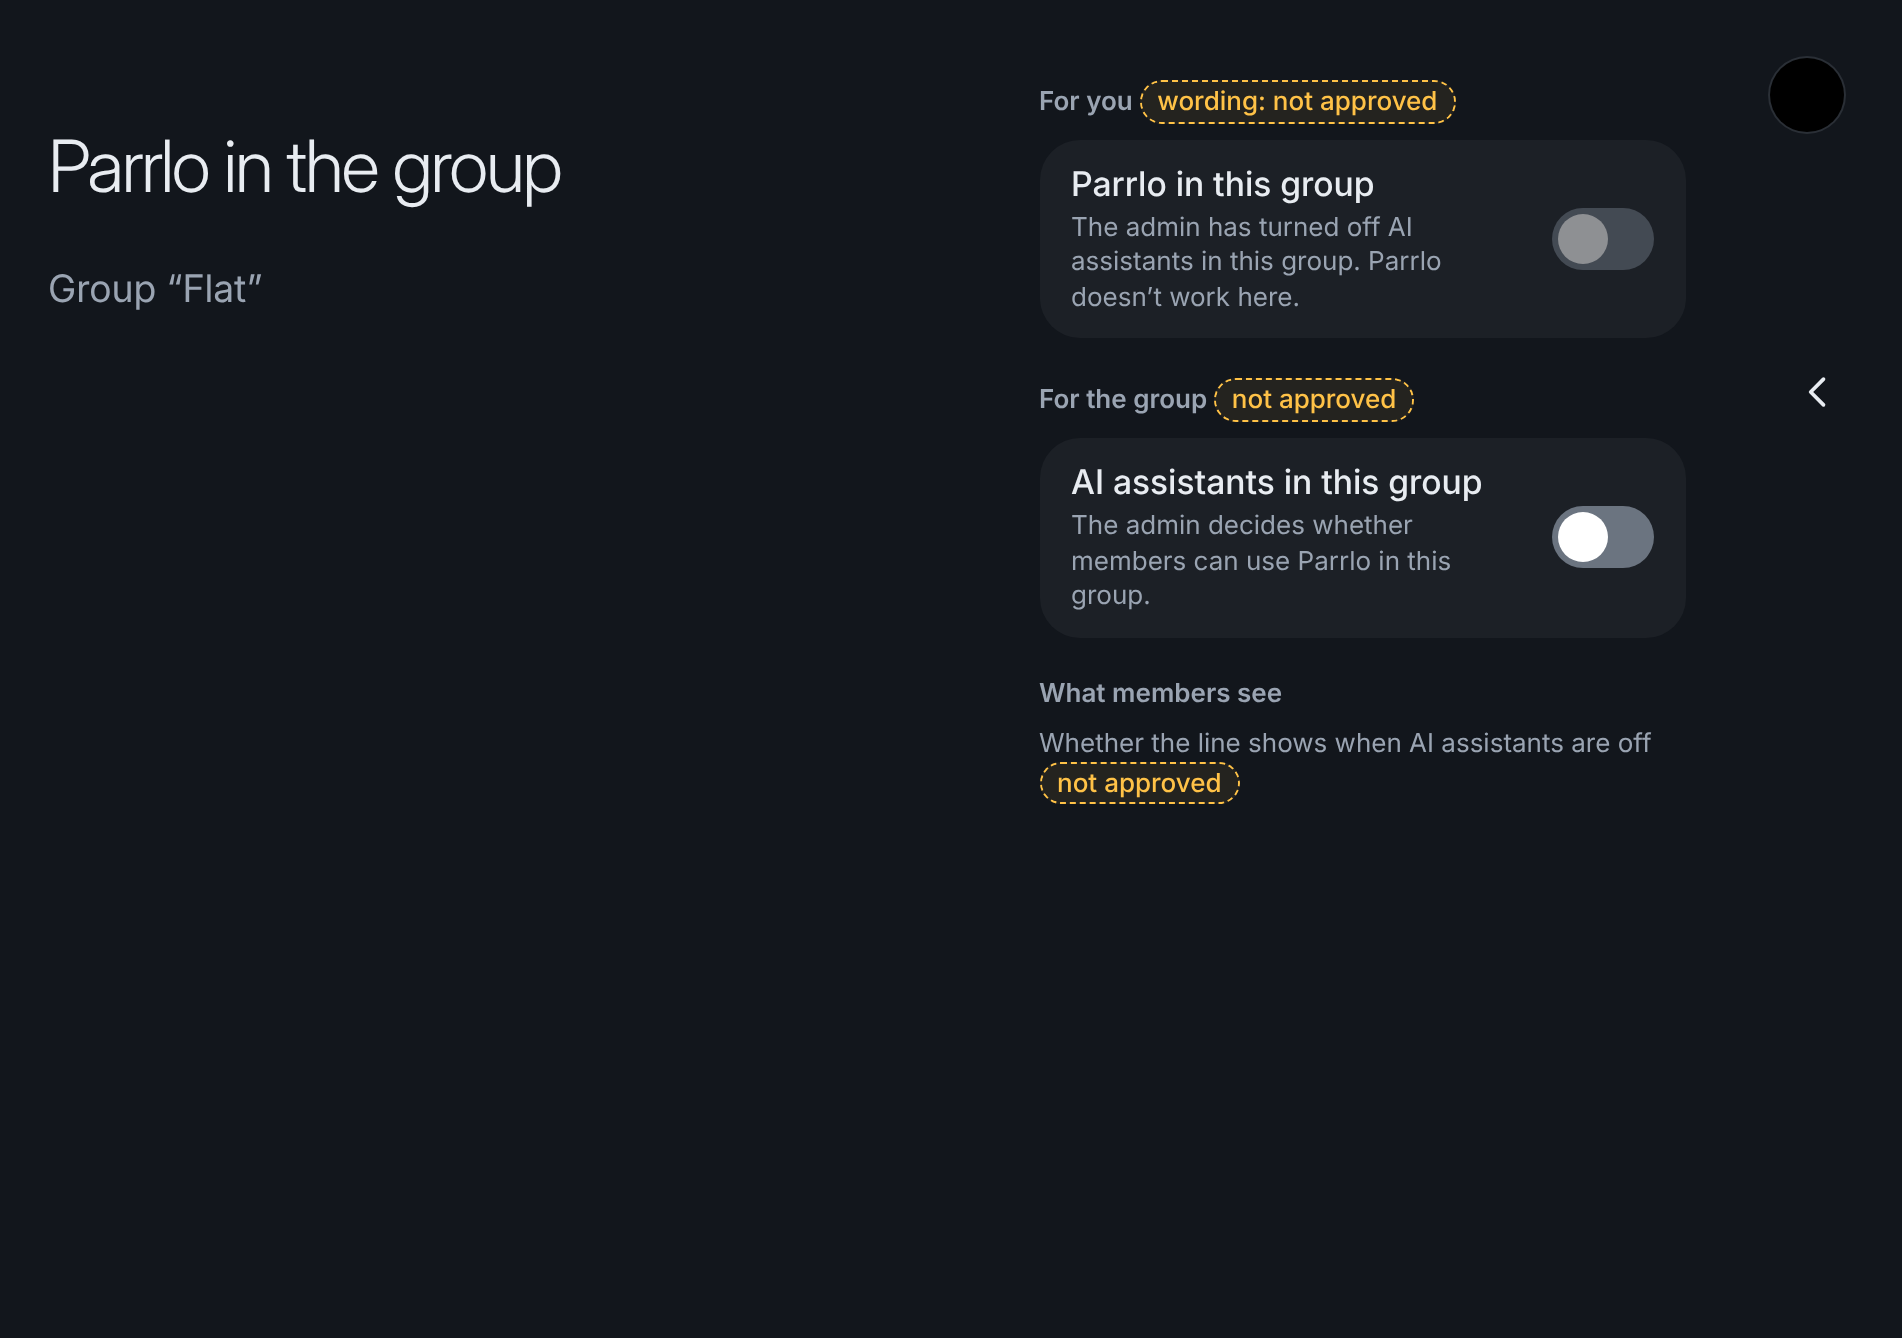 Parrlo in the group
Group “Flat”
For you wording: not approved
Parrlo in this group
The admin has turned off AI
assistants in this group. Parrlo
doesn’t work here.
For the group not approved
AI assistants in this group
The admin decides whether
members can use Parrlo in this
group.
What members see
Whether the line shows when AI assistants are off
not approved